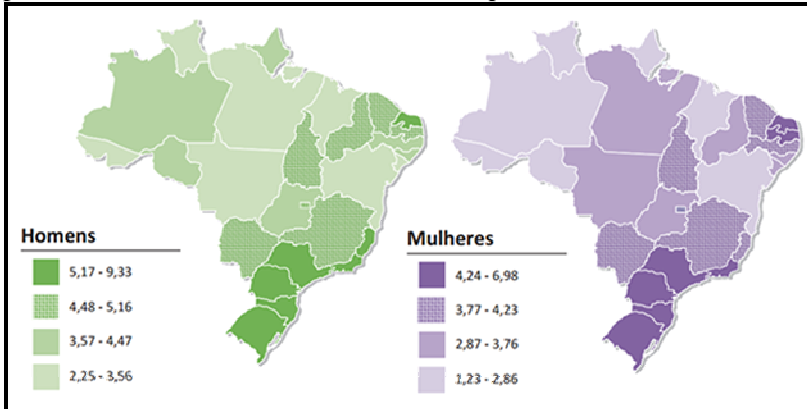 Homens
5,17 - 9,33
4,48 - 5,16
3,57 - 4,47
2,25 - 3,56
Mulheres
4,24 - 6,98
3,77 - 4,23
2,87 - 3,76
1,23 - 2,86